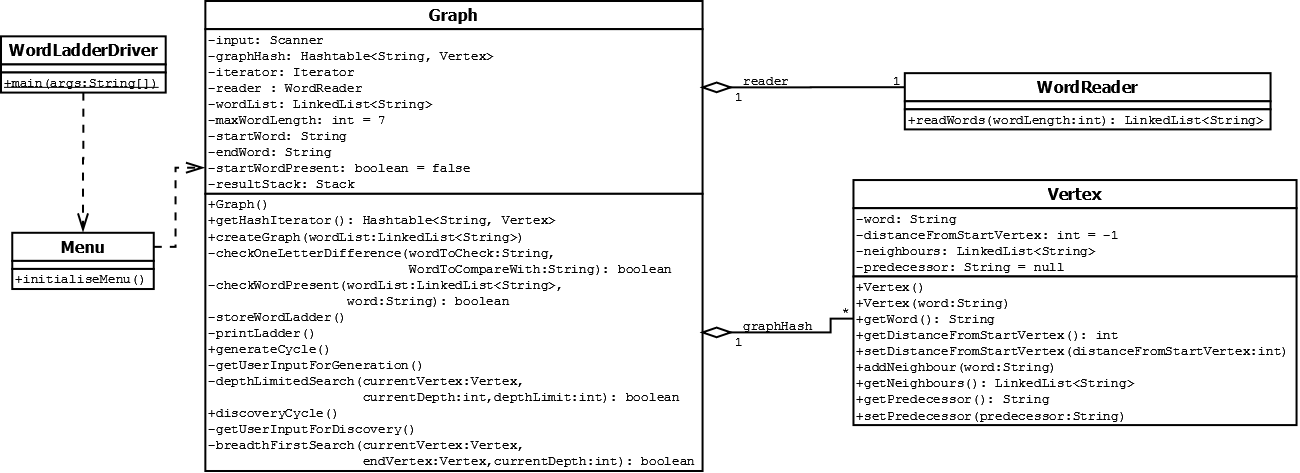 WordLadderDriver
+main(args:String[])
Menu
+initialiseMenu()
Graph
-input: Scanner
-graphHash: Hashtable<String, Vertex>
-iterator: Iterator
-reader : WordReader
-wordList: LinkedList<String>
-maxWordLength: int = 7
-startWord: String
-endWord: String
-startWordPresent: boolean = false
-resultStack: Stack
+Graph()
+getHashIterator(): Hashtable<String, Vertex>
+createGraph(wordList:LinkedList<String>)
-checkOneLetterDifference(wordToCheck:String,
WordToCompareWith:String): boolean
-checkWordPresent(wordList:LinkedList<String>,
word:String): boolean
-storeWordLadder()
-printLadder()
+generateCycle()
-getUserInputForGeneration()
-depthLimitedSearch(currentVertex:Vertex,
currentDepth:int,depthLimit:int): boolean
+discoveryCycle()
-getUserInputForDiscovery()
-breadthFirstSearch(currentVertex:Vertex,
endVertex:Vertex,currentDepth:int): boolean
reader
1
1
WordReader
+readWords(wordLength:int): LinkedList<String>
graphHash
1
*
Vertex
-word: String
-distanceFromStartVertex: int = -1
-neighbours: LinkedList<String>
-predecessor: String = null
+Vertex()
+Vertex(word:String)
+getWord(): String
+getDistanceFromStartVertex(): int
+setDistanceFromStartVertex(distanceFromStartVertex:int)
+addNeighbour(word:String)
+getNeighbours(): LinkedList<String>
+getPredecessor(): String
+setPredecessor(predecessor:String)